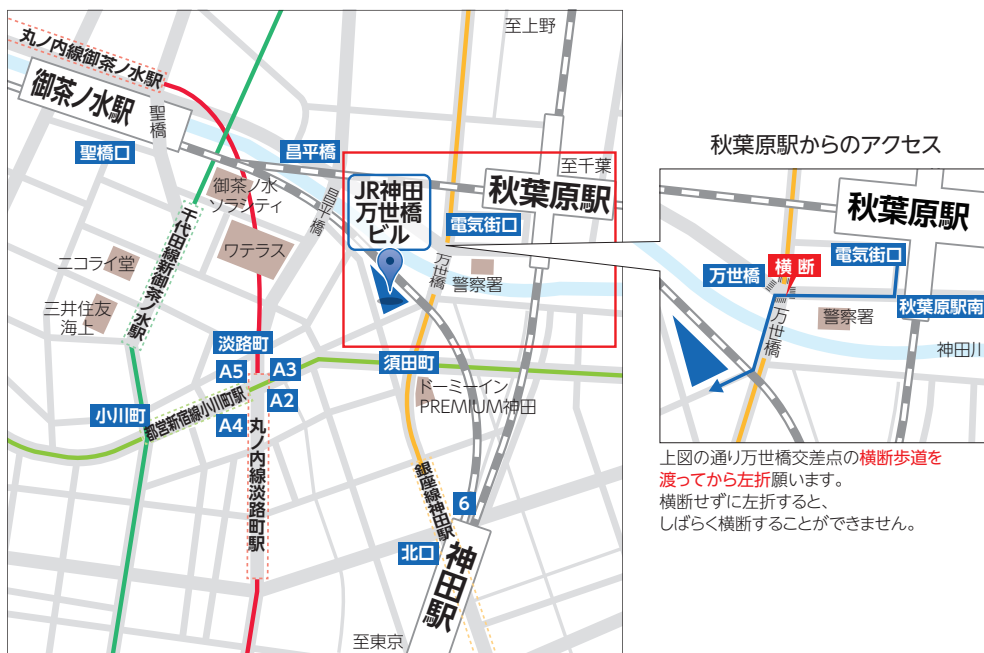 至上野
丸ノ内線御茶ノ水駅
御茶ノ水駅
聖橋
聖橋口
昌平橋
至千葉
秋葉原駅
御茶ノ水
ソラシティ
昌平橋
JR神田
万世橋
ビル
電気街口
千代田線新御茶ノ水駅
ワテラス
ニコライ堂
万世橋
警察署
三井住友
海上
淡路町
A5
A3
須田町
A2
ドーミーイン
PREMIUM神田
小川町
都営新宿線小川町駅
A4
丸ノ内線淡路町駅
銀座線神田駅
6
北口
神田駅
至東京
秋葉原駅からのアクセス
秋葉原駅
電気街口
横断
万世橋
秋葉原駅南
万世橋
警察署
神田川
上図の通り万世橋交差点の横断歩道を
渡ってから左折願います。
横断せずに左折すると、
しばらく横断することができません。